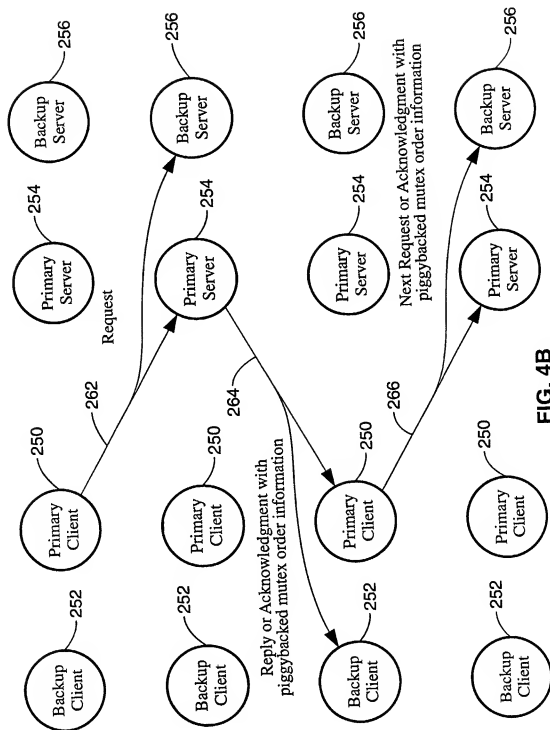 Backup
Client
252
Primary
Client
250
262
Primary
Server
254
Backup
Server
256
Request
Backup
Client
252
Primary
Client
250
Primary
Server
254
Backup
Server
256
264
Reply or Acknowledgment with
piggybacked mutex order information
Backup
Client
252
Primary
Client
250
Primary
Server
254
Backup
Server
256
266
Next Request or Acknowledgment with
piggybacked mutex order information
Backup
Client
252
Primary
Client
250
Primary
Server
254
Backup
Server
256
FIG. 4B